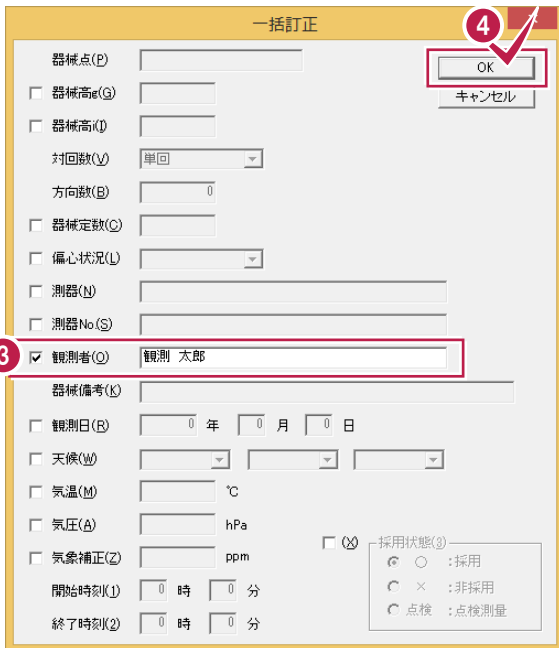 一括訂正
4
器械点(P)
OK
器械高g(G)
キャンセル
器械高i(I)
対回数(V) 単回
方向数(B) 0
器械定数(C)
偏心状況(L)
測器(N)
測器No.(S)
3 観測者(O) 観測 太郎
器械備考(K)
観測日(R) 0 年 0 月 0 日
天候(W)
気温(M) ℃
気圧(A) hPa
(X) 採用状態(3)
気象補正(Z) ppm
○ :採用
開始時刻(1) 0 時 0 分
× :非採用
点検 :点検測量
終了時刻(2) 0 時 0 分